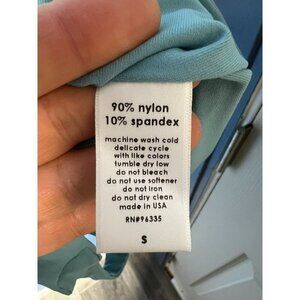 90% nylon
10% spandex
machine wash cold
delicate cycle
with like colors
tumble dry low
do not bleach
do not use softener
do not iron
do not dry clean
made in USA
RN#96335
S